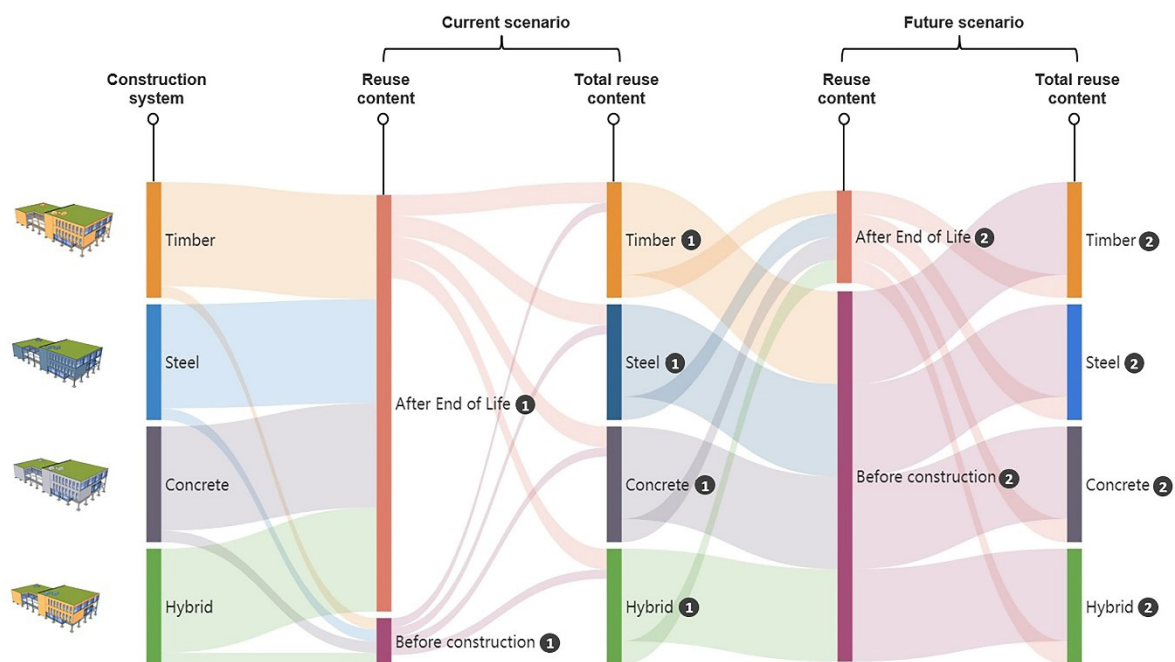 Current scenario
Future scenario
Construction
system
Reuse
content
Total reuse
content
Reuse
content
Total reuse
content
Timber
Timber 1
After End of Life 2
Timber 2
Steel
Steel 1
Steel 2
After End of Life 1
Concrete
Concrete 1
Before construction 2
Concrete 2
Hybrid
Hybrid 1
Hybrid 2
Before construction 1